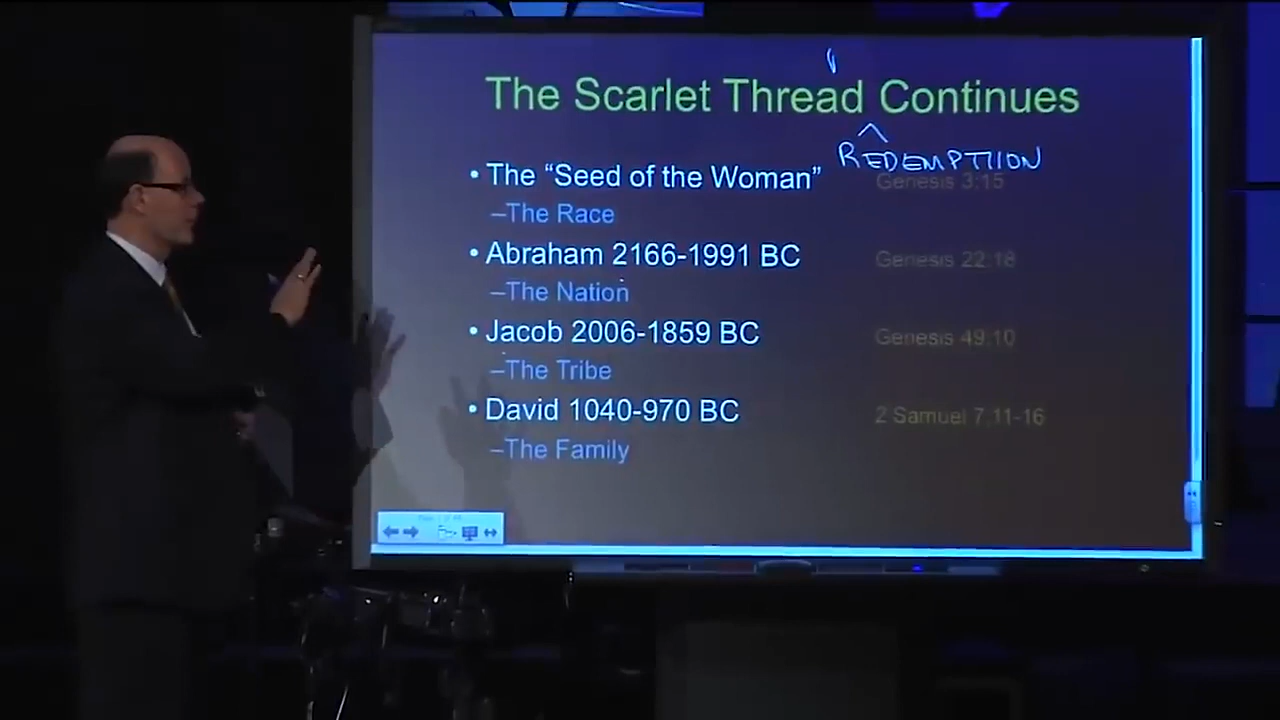 The Scarlet Thread Continues
REDEMPTIION
• The “Seed of the Woman” Genesis 3:15
–The Race
• Abraham 2166-1991 BC Genesis 22:18
–The Nation
• Jacob 2006-1859 BC Genesis 49:10
–The Tribe
• David 1040-970 BC 2 Samuel 7,11-16
–The Family